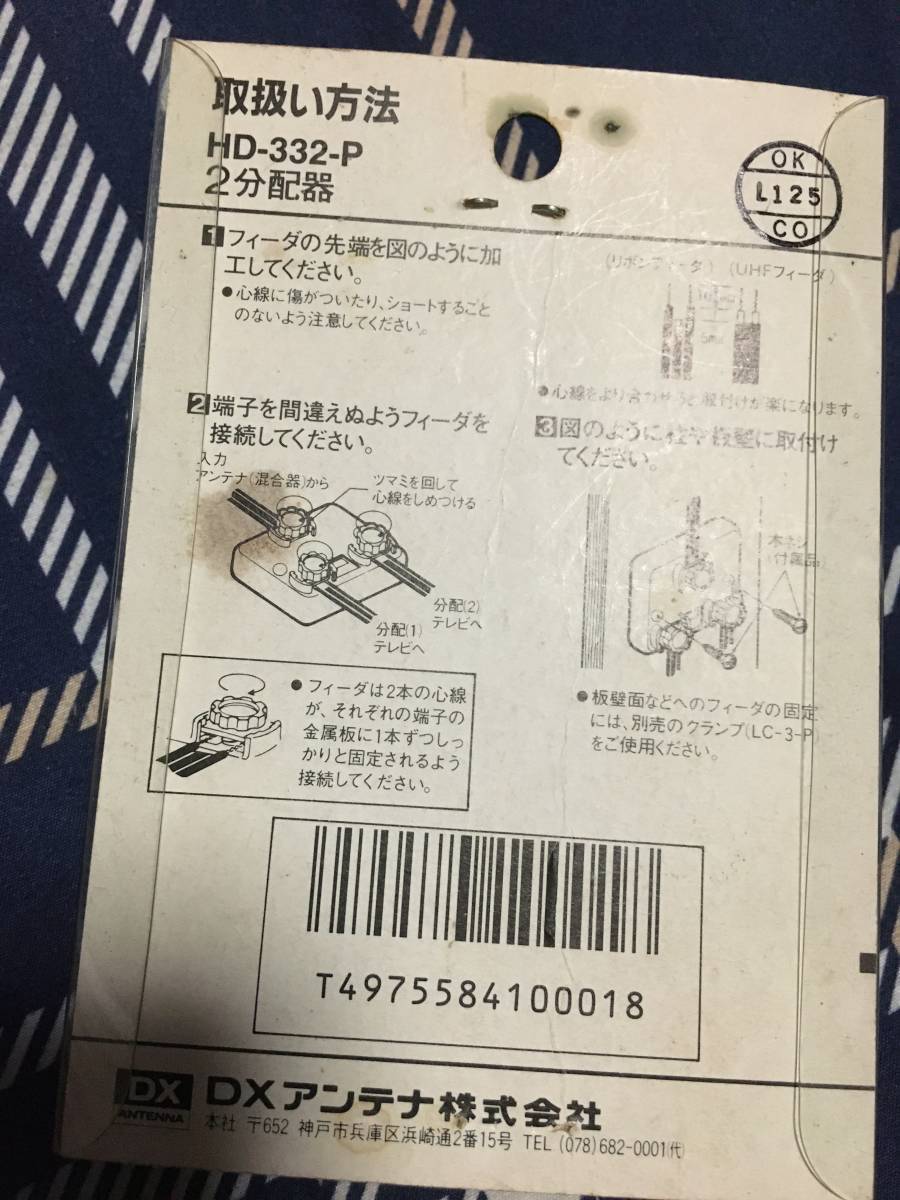 取扱い方法
HD-332-P
2分配器
OK
L125
CO
1 フィーダの先端を図のように加
工してください。
●心線に傷がついたり、ショートすること
のないよう注意してください。
(リボンフィーダ) (UHFフィーダ)
●心線をより合わせると取付けが楽になります。
2 端子を間違えぬようフィーダを
接続してください。
入力
アンテナ(混合器)から
ツマミを回して
心線をしめつける
分配(2)
テレビへ
分配(1)
テレビへ
●フィーダは2本の心線
が、それぞれの端子の
金属板に1本ずつしっ
かりと固定されるよう
接続してください。
3 図のように柱や板壁に取付け
てください。
木ネジ
(付属品)
●板壁面などへのフィーダの固定
には、別売のクランプ(LC-3-P)
をご使用ください。
T4975584100018
DX
ANTENNA
DXアンテナ株式会社
本社 〒652 神戸市兵庫区浜崎通2番15号 TEL (078)682-0001(代)